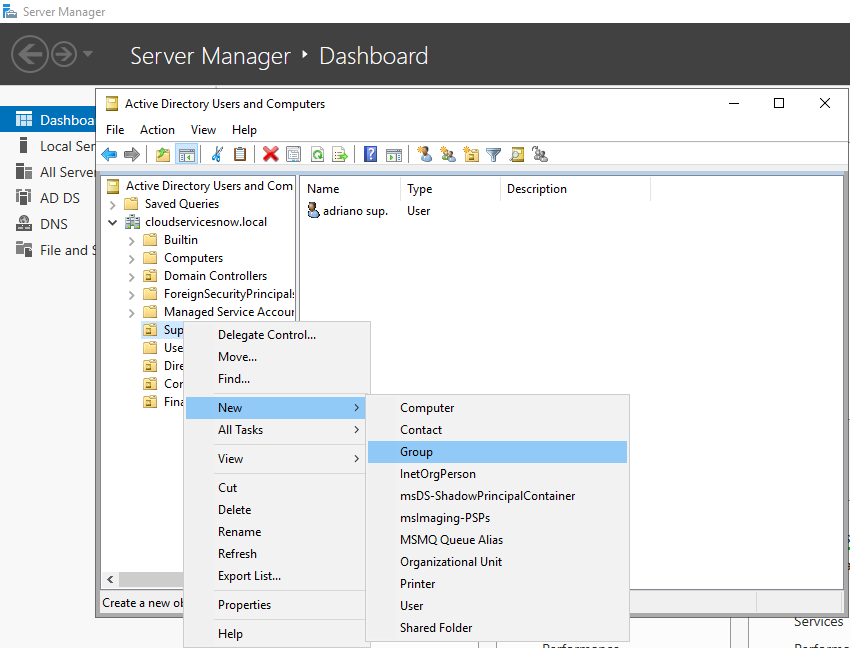 Server Manager
Server Manager • Dashboard
Active Directory Users and Computers
File Action View Help
Dashboa
Local Ser
All Server
AD DS
DNS
File and S
Active Directory Users and Com
Saved Queries
cloudservicesnow.local
Builtin
Computers
Domain Controllers
ForeignSecurityPrincipals
Managed Service Accour
Sup
Use
Dire
Cor
Fina
Name Type Description
adriano sup. User
Delegate Control...
Move...
Find...
New
All Tasks
View
Cut
Delete
Rename
Refresh
Export List...
Properties
Help
Computer
Contact
Group
InetOrgPerson
msDS-ShadowPrincipalContainer
msImaging-PSPs
MSMQ Queue Alias
Organizational Unit
Printer
User
Shared Folder
Create a new ob
Services
Performance